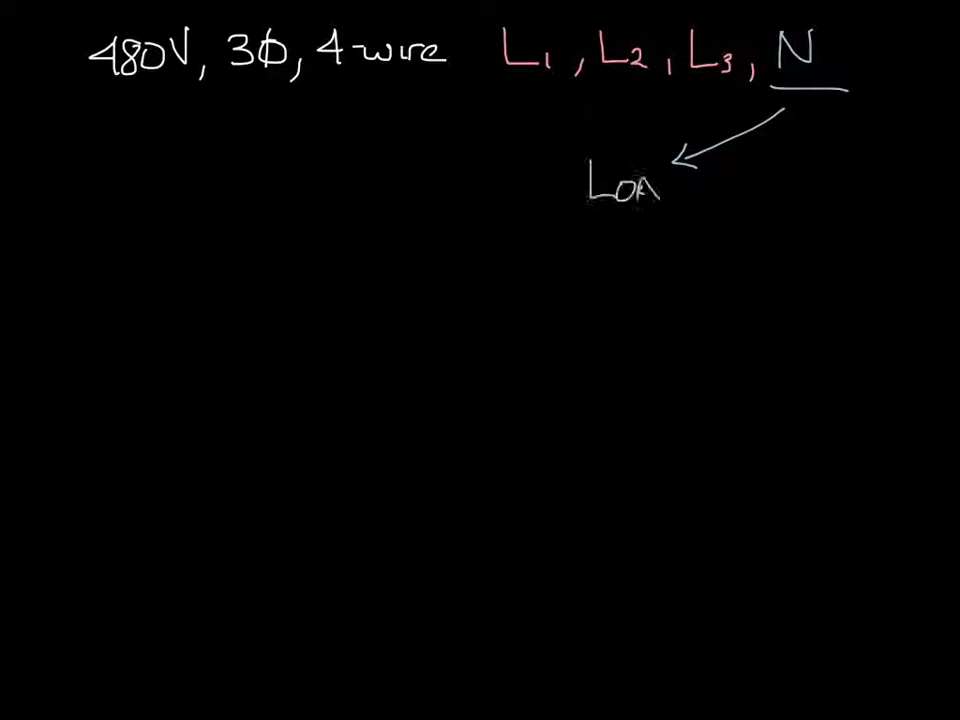 480V, 3Φ, 4-wire L1, L2, L3, N
LOA